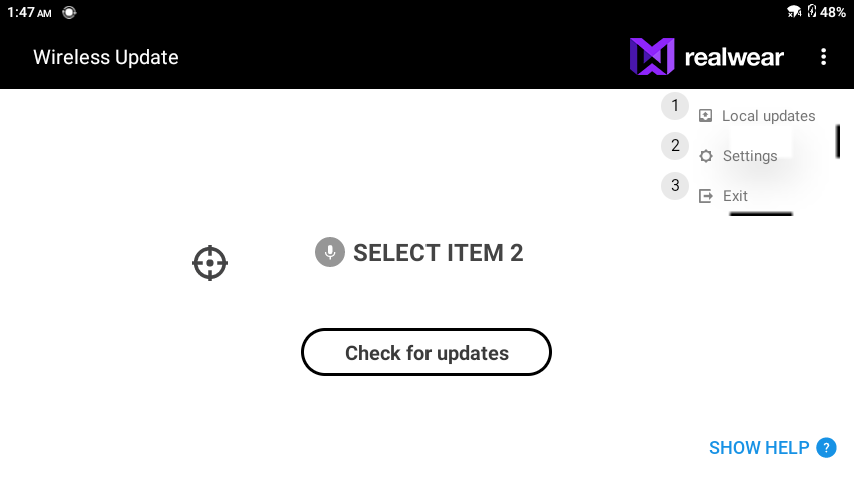 1:47 AM
48%
Wireless Update
realwear
1 Local updates
2 Settings
3 Exit
SELECT ITEM 2
Check for updates
SHOW HELP ?